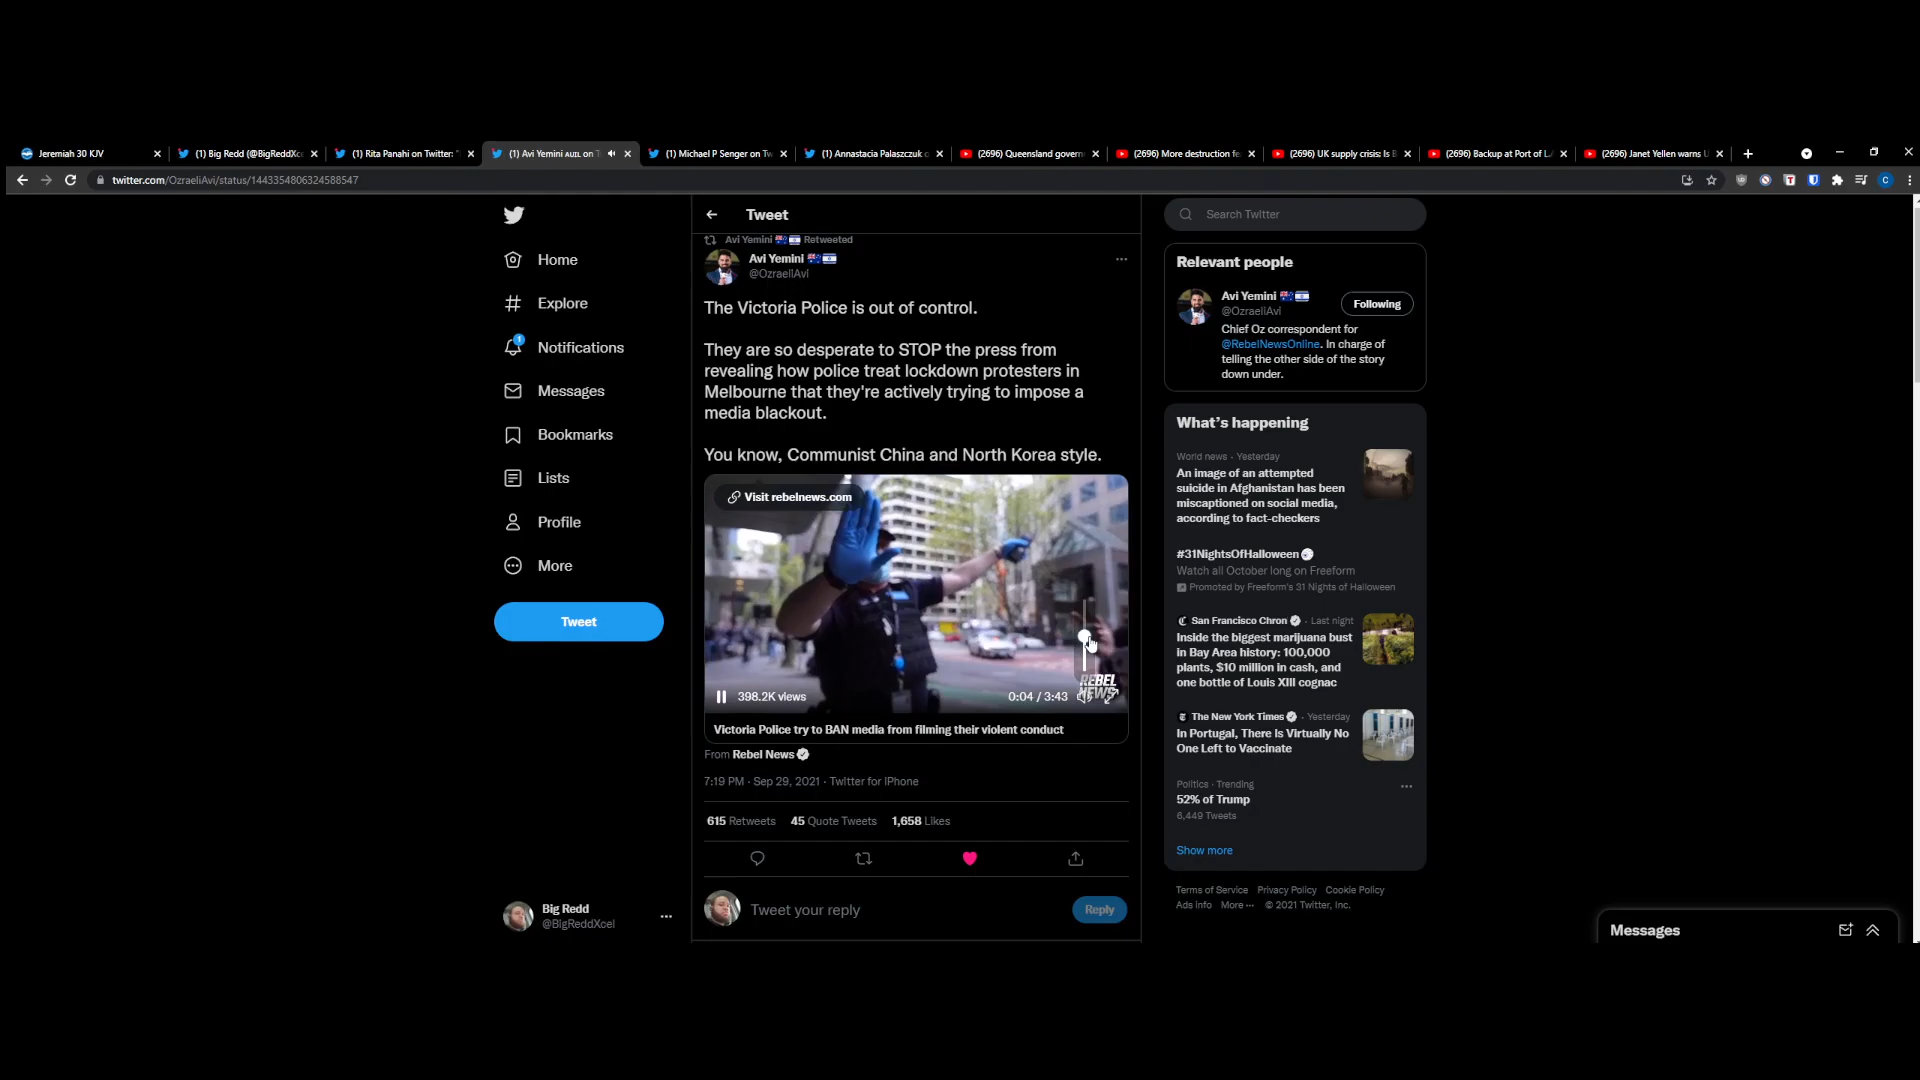 Jeremiah 30 KJV
(1) Big Redd (@BigReddXce
(1) Rita Panahi on Twitter: "
(1) Avi Yemini
(1) Michael P Senger on Tw
(1) Annastacia Palaszczuk
(2696) Queensland govern
(2696) More destruction fe
(2696) UK supply crisis: Is B
(2696) Backup at Port of L
(2696) Janet Yellen warns U
twitter.com/OzraeliAvi/status/1443354806324588547
Home
Explore
Notifications
Messages
Bookmarks
Lists
Profile
More
Tweet
Big Redd
@BigReddXcel
Tweet
Avi Yemini Retweeted
Avi Yemini
@OzraeliAvi
The Victoria Police is out of control.
They are so desperate to STOP the press from
revealing how police treat lockdown protesters in
Melbourne that they're actively trying to impose a
media blackout.
You know, Communist China and North Korea style.
Visit rebelnews.com
398.2K views
0:04 / 3:43
REBEL
NEWS
Victoria Police try to BAN media from filming their violent conduct
From Rebel News
7:19 PM · Sep 29, 2021 · Twitter for iPhone
615 Retweets 45 Quote Tweets 1,658 Likes
Tweet your reply
Reply
Search Twitter
Relevant people
Avi Yemini
@OzraeliAvi
Following
Chief Oz correspondent for
@RebelNewsOnline. In charge of
telling the other side of the story
down under.
What's happening
World news · Yesterday
An image of an attempted
suicide in Afghanistan has been
miscaptioned on social media,
according to fact-checkers
#31NightsOfHalloween
Watch all October long on Freeform
Promoted by Freeform's 31 Nights of Halloween
San Francisco Chron · Last night
Inside the biggest marijuana bust
in Bay Area history: 100,000
plants, $10 million in cash, and
one bottle of Louis XIII cognac
The New York Times · Yesterday
In Portugal, There Is Virtually No
One Left to Vaccinate
Politics · Trending
52% of Trump
6,449 Tweets
Show more
Terms of Service Privacy Policy Cookie Policy
Ads info More ··· © 2021 Twitter, Inc.
Messages